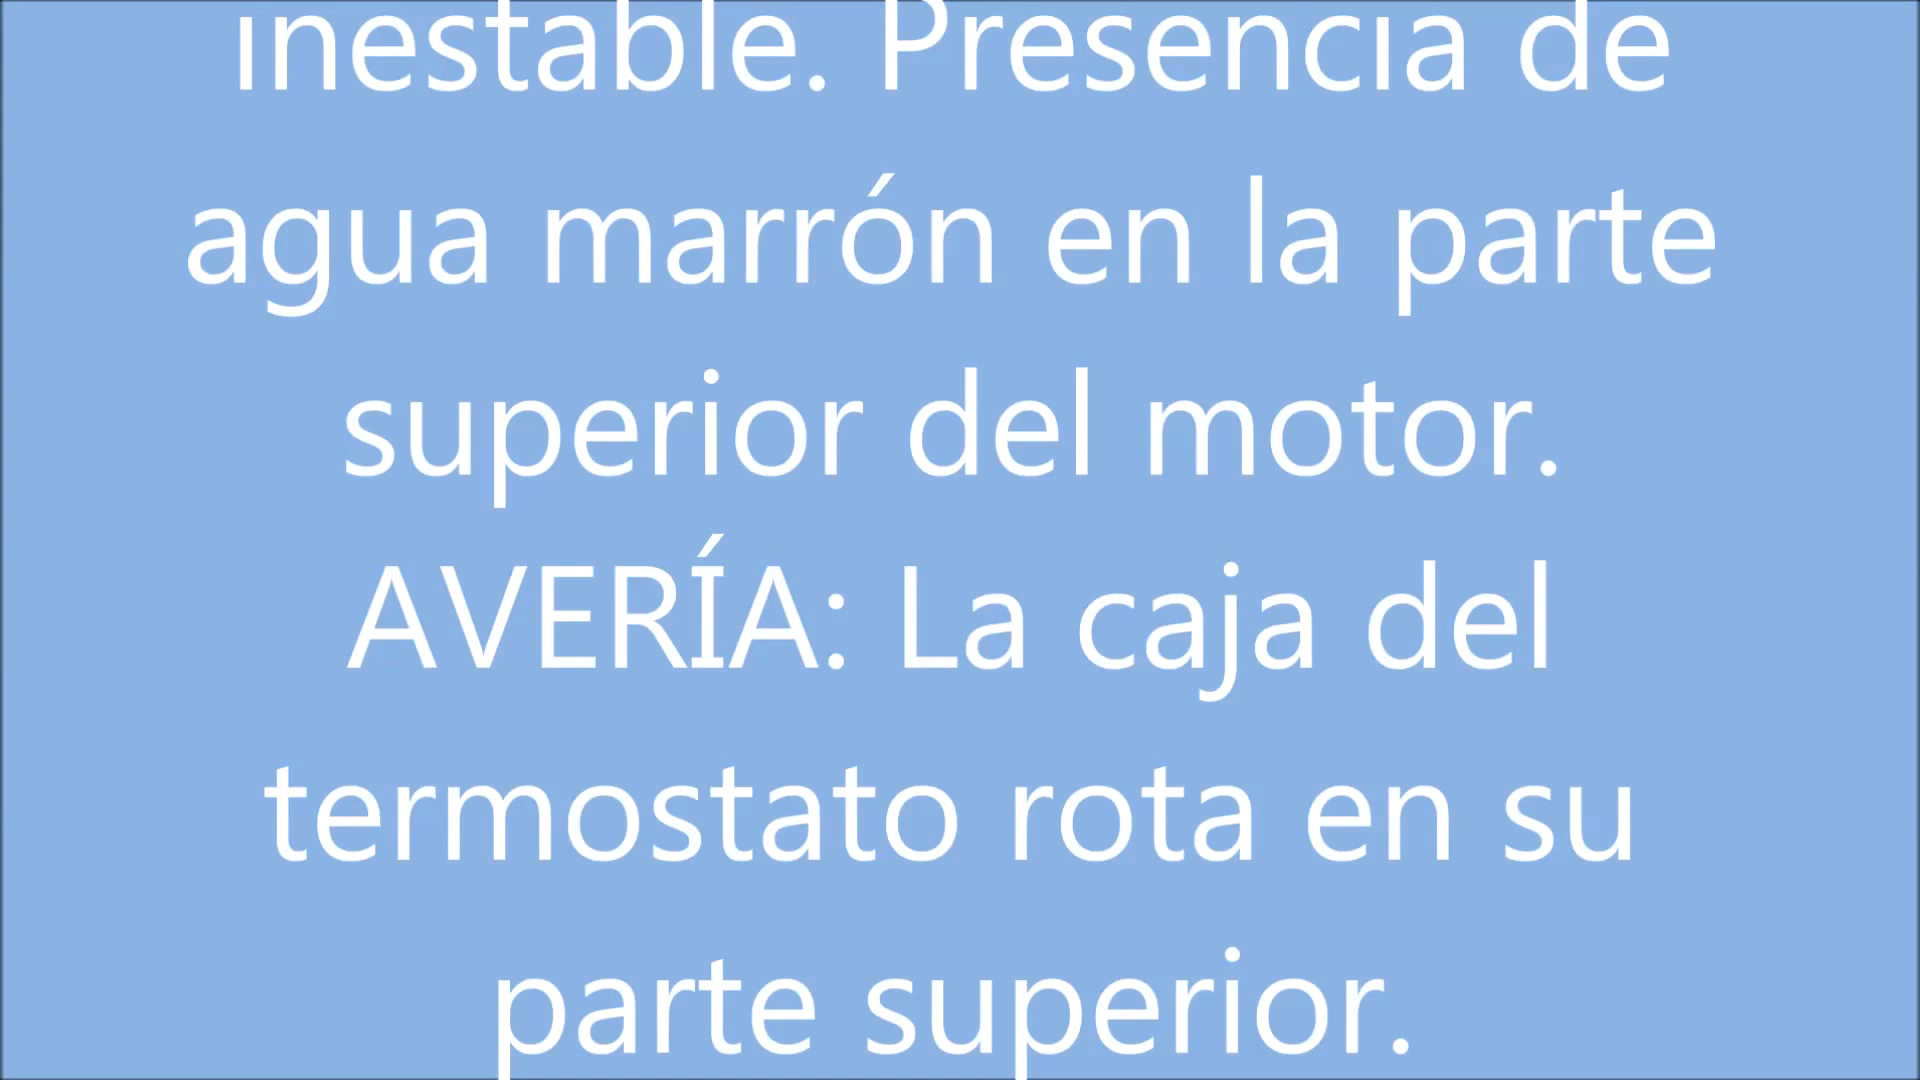 inestable. Presencia de
agua marrón en la parte
superior del motor.
AVERÍA: La caja del
termostato rota en su
parte superior.